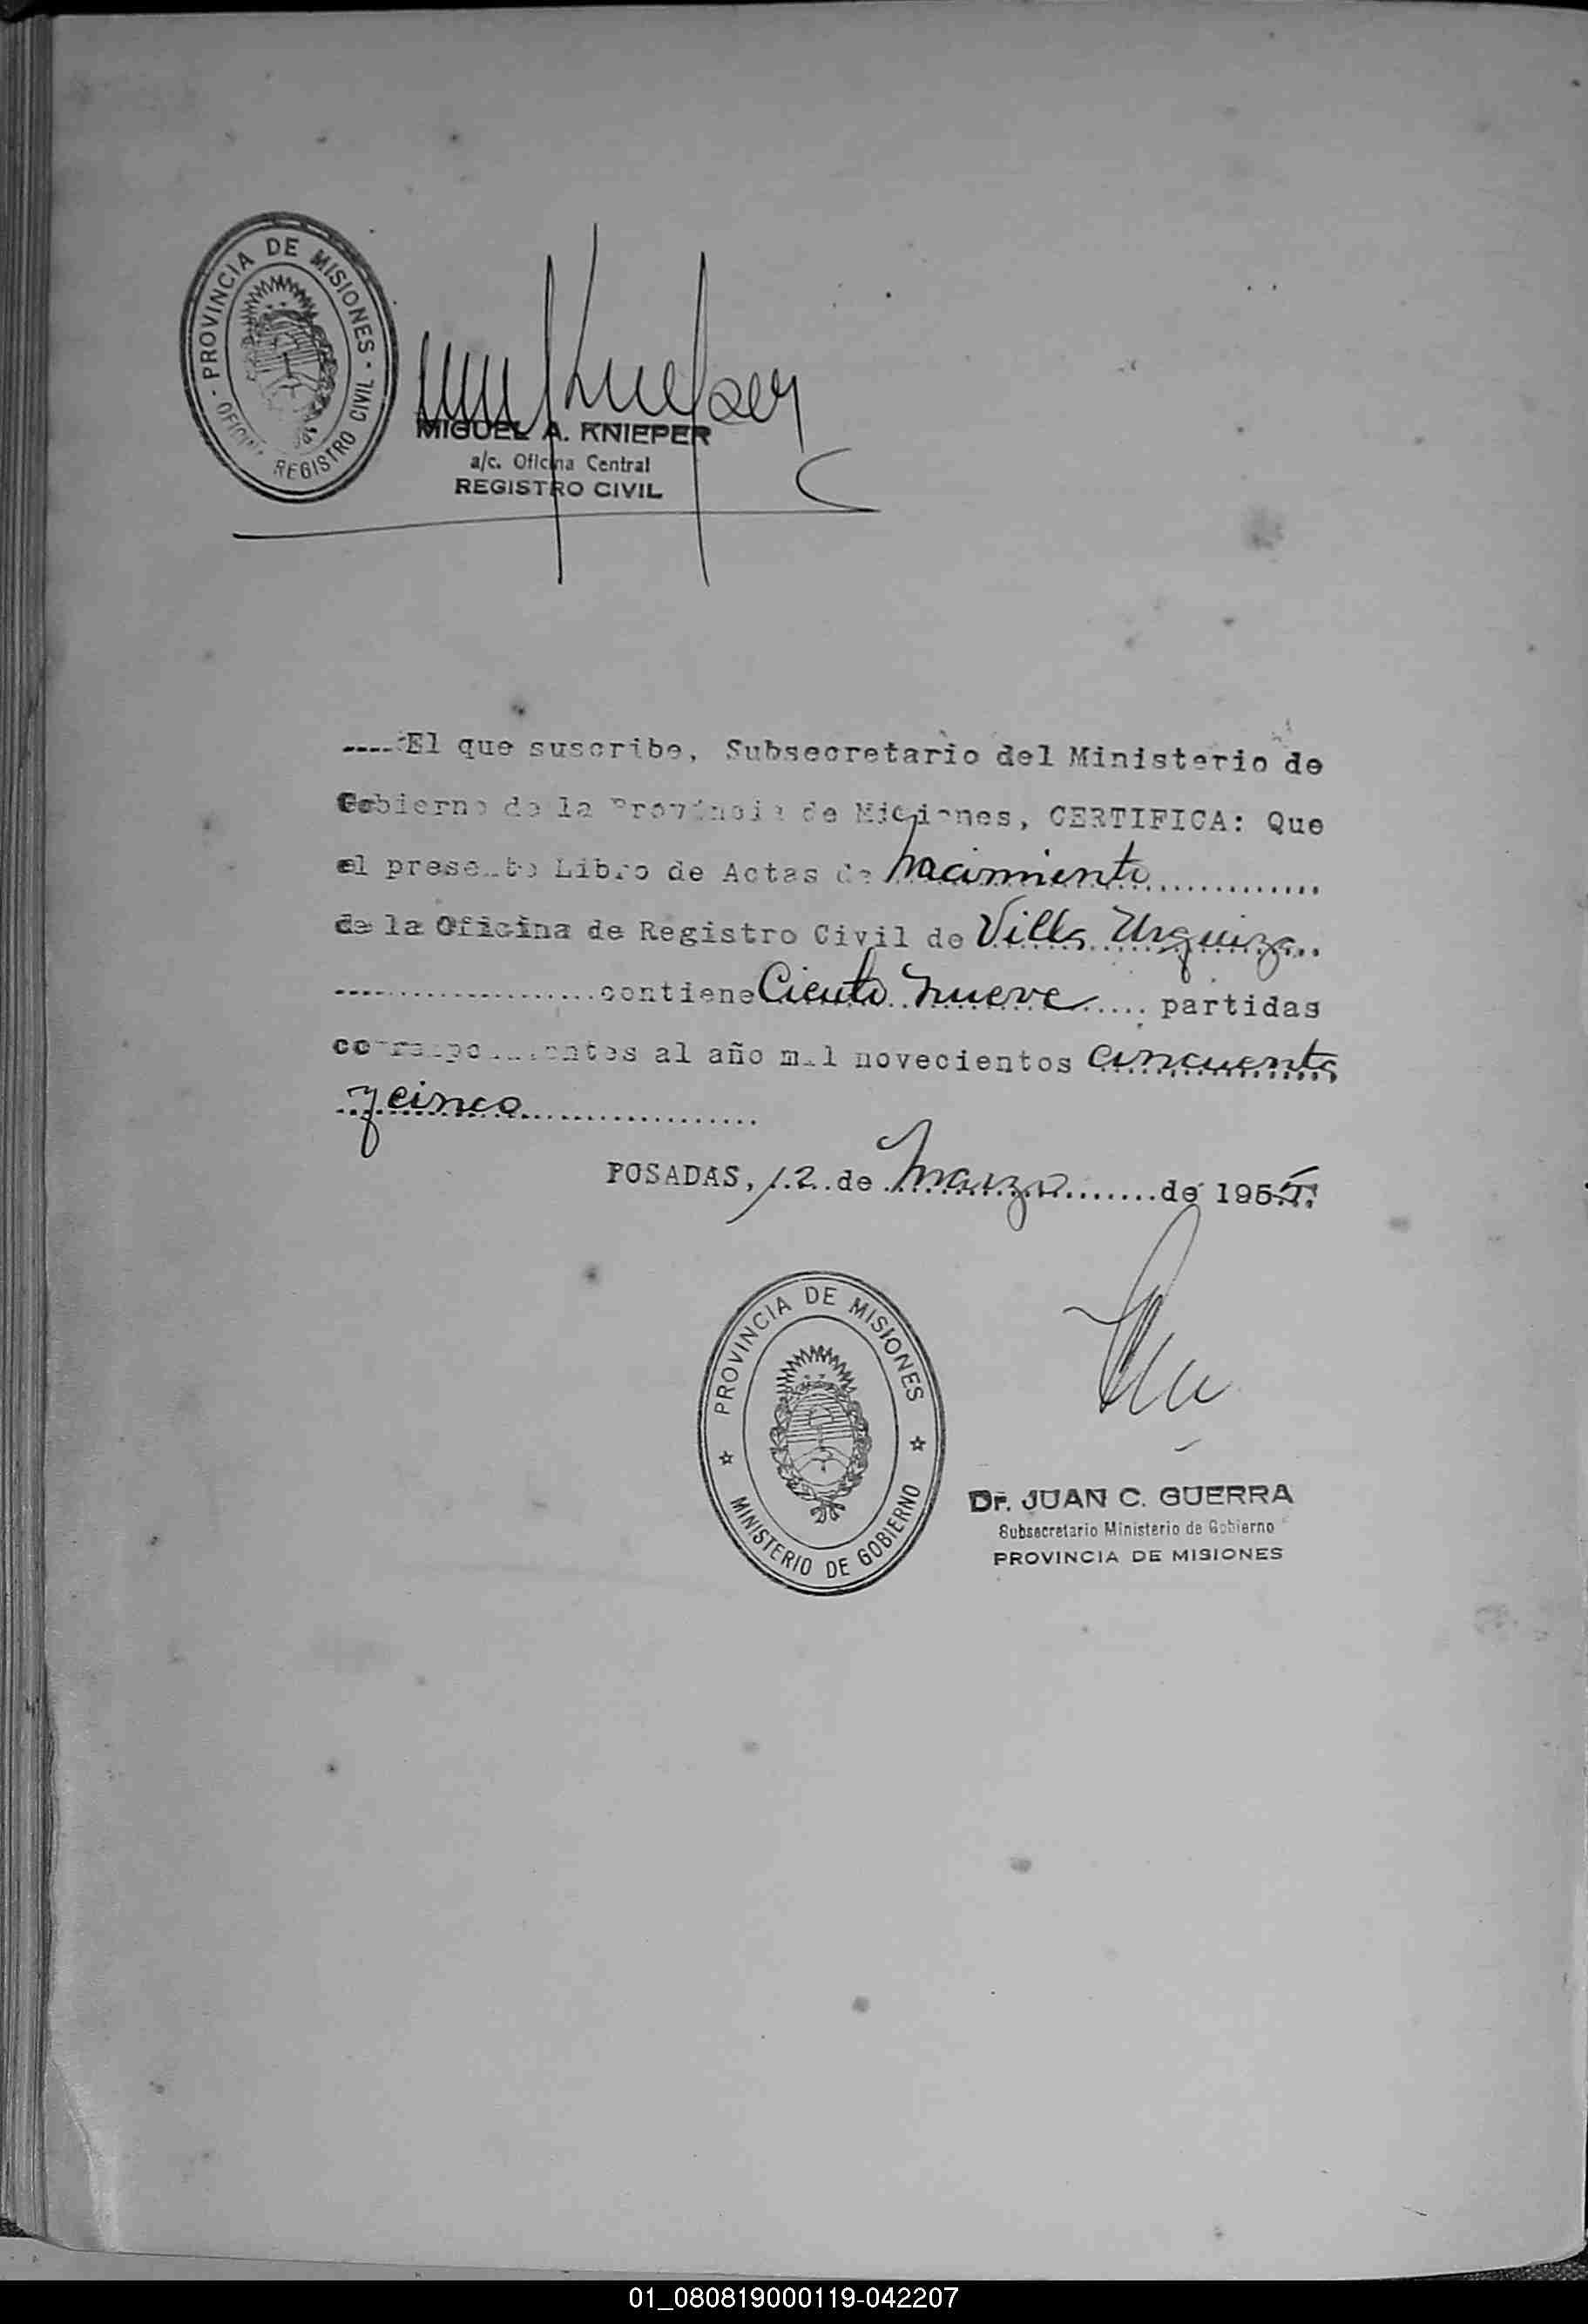 PROVINCIA DE MISIONES
OFICINA REGISTRO CIVIL
MIGUEL A. KNIEPER
a/c. Oficina Central
REGISTRO CIVIL
----El que suscribe, Subsecretario del Ministerio de
Gobierno de la Provincia de Misiones, CERTIFICA: Que
el presente Libro de Actas de Nacimiento..............
de la Oficina de Registro Civil de Villa Urquiza..
----....................contiene Ciento nueve..... partidas
correspondientes al año mil novecientos cincuenta
y cinco......................
POSADAS, 12 de Marzo........de 195
PROVINCIA DE MISIONES
MINISTERIO DE GOBIERNO
Dr. JUAN C. GUERRA
Subsecretario Ministerio de Gobierno
PROVINCIA DE MISIONES
01_080819000119-042207